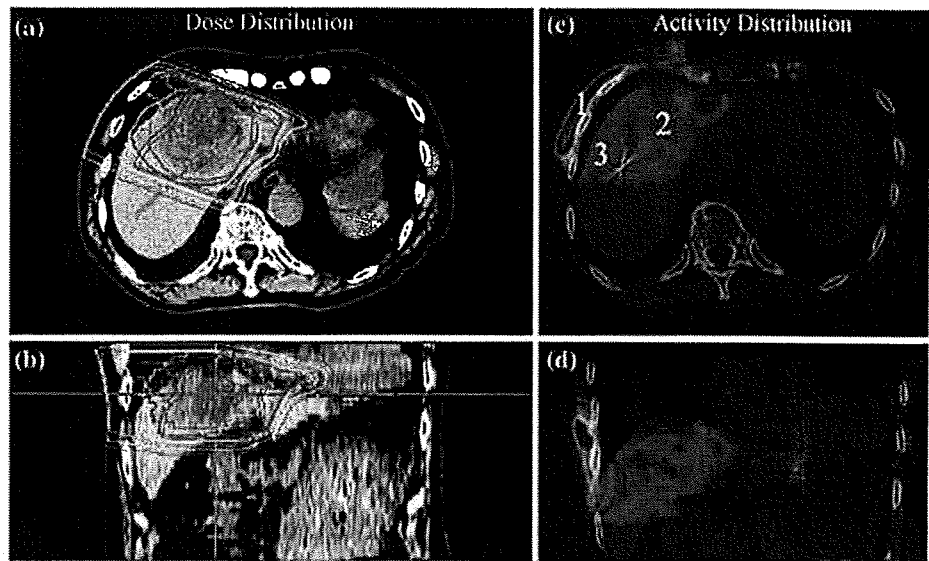 (a) Dose Distribution
(c) Activity Distribution
1
2
3
(b)
(d)